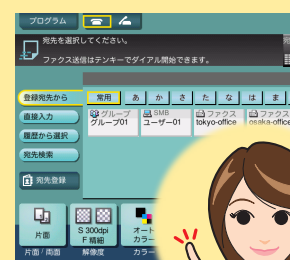 プログラム
宛先を選択してください。
ファクス送信はテンキーでダイアル開始できます。
登録宛先から
常用 あ か さ た な は ま
直接入力
グループ
グループ01
SMB
ユーザー01
ファクス
tokyo-office
ファクス
osaka-office
履歴から選択
宛先検索
宛先登録
片面
S 300dpi
F 精細
オート
カラー
片面 / 両面
解像度
カラー